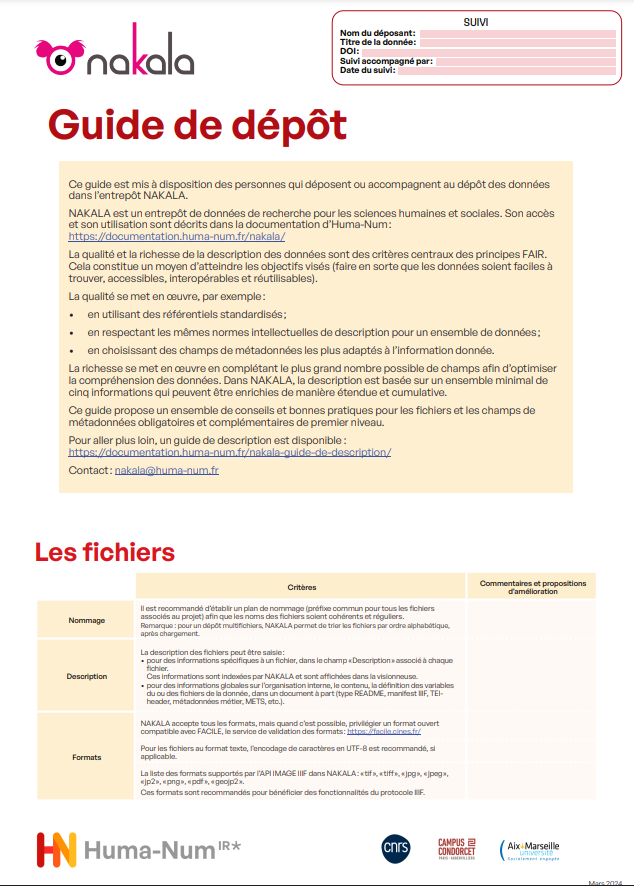 nakala
SUIVI
Nom du déposant :
Titre de la donnée :
DOI :
Suivi accompagné par :
Date du suivi :
Guide de dépôt
Ce guide est mis à disposition des personnes qui déposent ou accompagnent au dépôt des données
dans l'entrepôt NAKALA.
NAKALA est un entrepôt de données de recherche pour les sciences humaines et sociales. Son accès
et son utilisation sont décrits dans la documentation d'Huma-Num :
https://documentation.huma-num.fr/nakala/
La qualité et la richesse de la description des données sont des critères centraux des principes FAIR.
Cela constitue un moyen d'atteindre les objectifs visés (faire en sorte que les données soient faciles à
trouver, accessibles, interopérables et réutilisables).
La qualité se met en œuvre, par exemple :
• en utilisant des référentiels standardisés ;
• en respectant les mêmes normes intellectuelles de description pour un ensemble de données ;
• en choisissant des champs de métadonnées les plus adaptés à l'information donnée.
La richesse se met en œuvre en complétant le plus grand nombre possible de champs afin d'optimiser
la compréhension des données. Dans NAKALA, la description est basée sur un ensemble minimal de
cinq informations qui peuvent être enrichies de manière étendue et cumulative.
Ce guide propose un ensemble de conseils et bonnes pratiques pour les fichiers et les champs de
métadonnées obligatoires et complémentaires de premier niveau.
Pour aller plus loin, un guide de description est disponible :
https://documentation.huma-num.fr/nakala-guide-de-description/
Contact : nakala@huma-num.fr
Les fichiers
Critères
Commentaires et propositions
d'amélioration
Nommage
Il est recommandé d'établir un plan de nommage (préfixe commun pour tous les fichiers
associés au projet) afin que les noms des fichiers soient cohérents et réguliers.
Remarque : pour un dépôt multifichiers, NAKALA permet de trier les fichiers par ordre alphabétique,
après chargement.
Description
La description des fichiers peut être saisie :
• pour des informations spécifiques à un fichier, dans le champ «Description» associé à chaque
fichier.
Ces informations sont indexées par NAKALA et sont affichées dans la visionneuse.
• pour des informations globales sur l'organisation interne, le contenu, la définition des variables
du ou des fichiers de la donnée, dans un document à part (type README, manifest IIIF, TEI-
header, métadonnées métier, METS, etc.).
Formats
NAKALA accepte tous les formats, mais quand c'est possible, privilégier un format ouvert
compatible avec FACILE, le service de validation des formats : https://facile.cines.fr/
Pour les fichiers au format texte, l'encodage de caractères en UTF-8 est recommandé, si
applicable.
La liste des formats supportés par l'API IMAGE IIIF dans NAKALA : «tif», «tiff», «jpg», «jpeg»,
«jp2», «png», «pdf», «geojp2».
Ces formats sont recommandés pour bénéficier des fonctionnalités du protocole IIIF.
HN Huma-Num IR*
cnrs
CAMPUS
CONDORCET
PARIS - AUBERVILLIERS
Aix*Marseille
université
Socialement engagée
Mars 2024